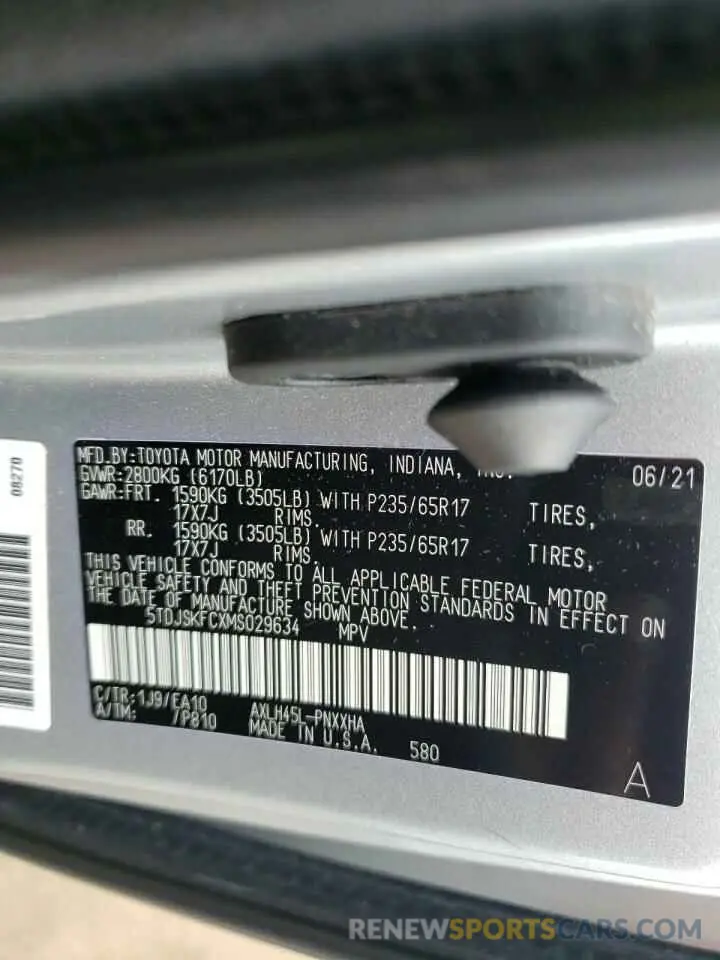 08270
MFD.BY:TOYOTA MOTOR MANUFACTURING, INDIANA, 06/21
GVWR:2800KG (6170LB)
GAWR:FRT. 1590KG (3505LB) WITH P235/65R17 TIRES,
17X7J RIMS.
RR. 1590KG (3505LB) WITH P235/65R17 TIRES,
17X7J RIMS.
THIS VEHICLE CONFORMS TO ALL APPLICABLE FEDERAL MOTOR
VEHICLE SAFETY AND THEFT PREVENTION STANDARDS IN EFFECT ON
THE DATE OF MANUFACTURE SHOWN ABOVE.
5TDJSKFCXMS029634 MPV
C/TR:1J9/EA10 AXLH45L-PNXXHA
A/TM: /P810 MADE IN U.S.A. 580
A
RENEWSPORTSCARS.COM